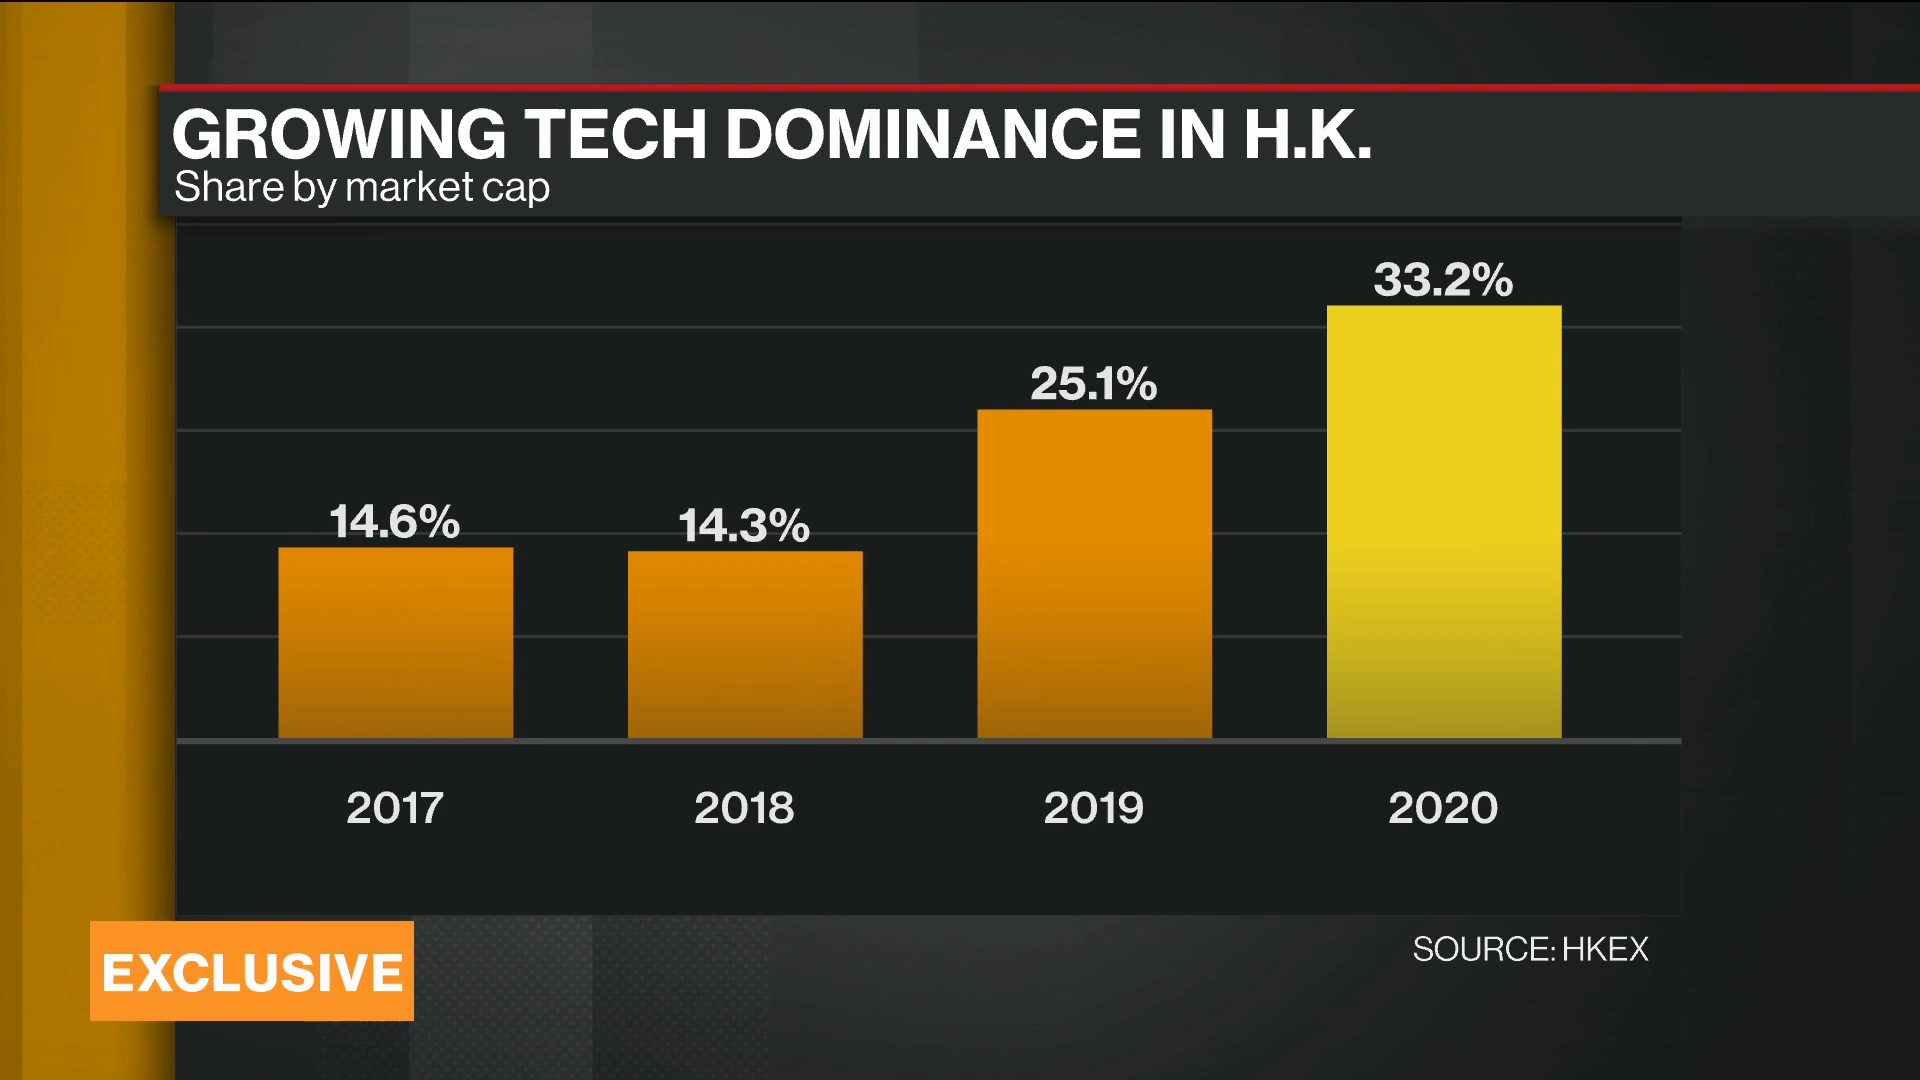 GROWING TECH DOMINANCE IN H.K.
Share by market cap
14.6%
14.3%
25.1%
33.2%
2017
2018
2019
2020
EXCLUSIVE
SOURCE: HKEX